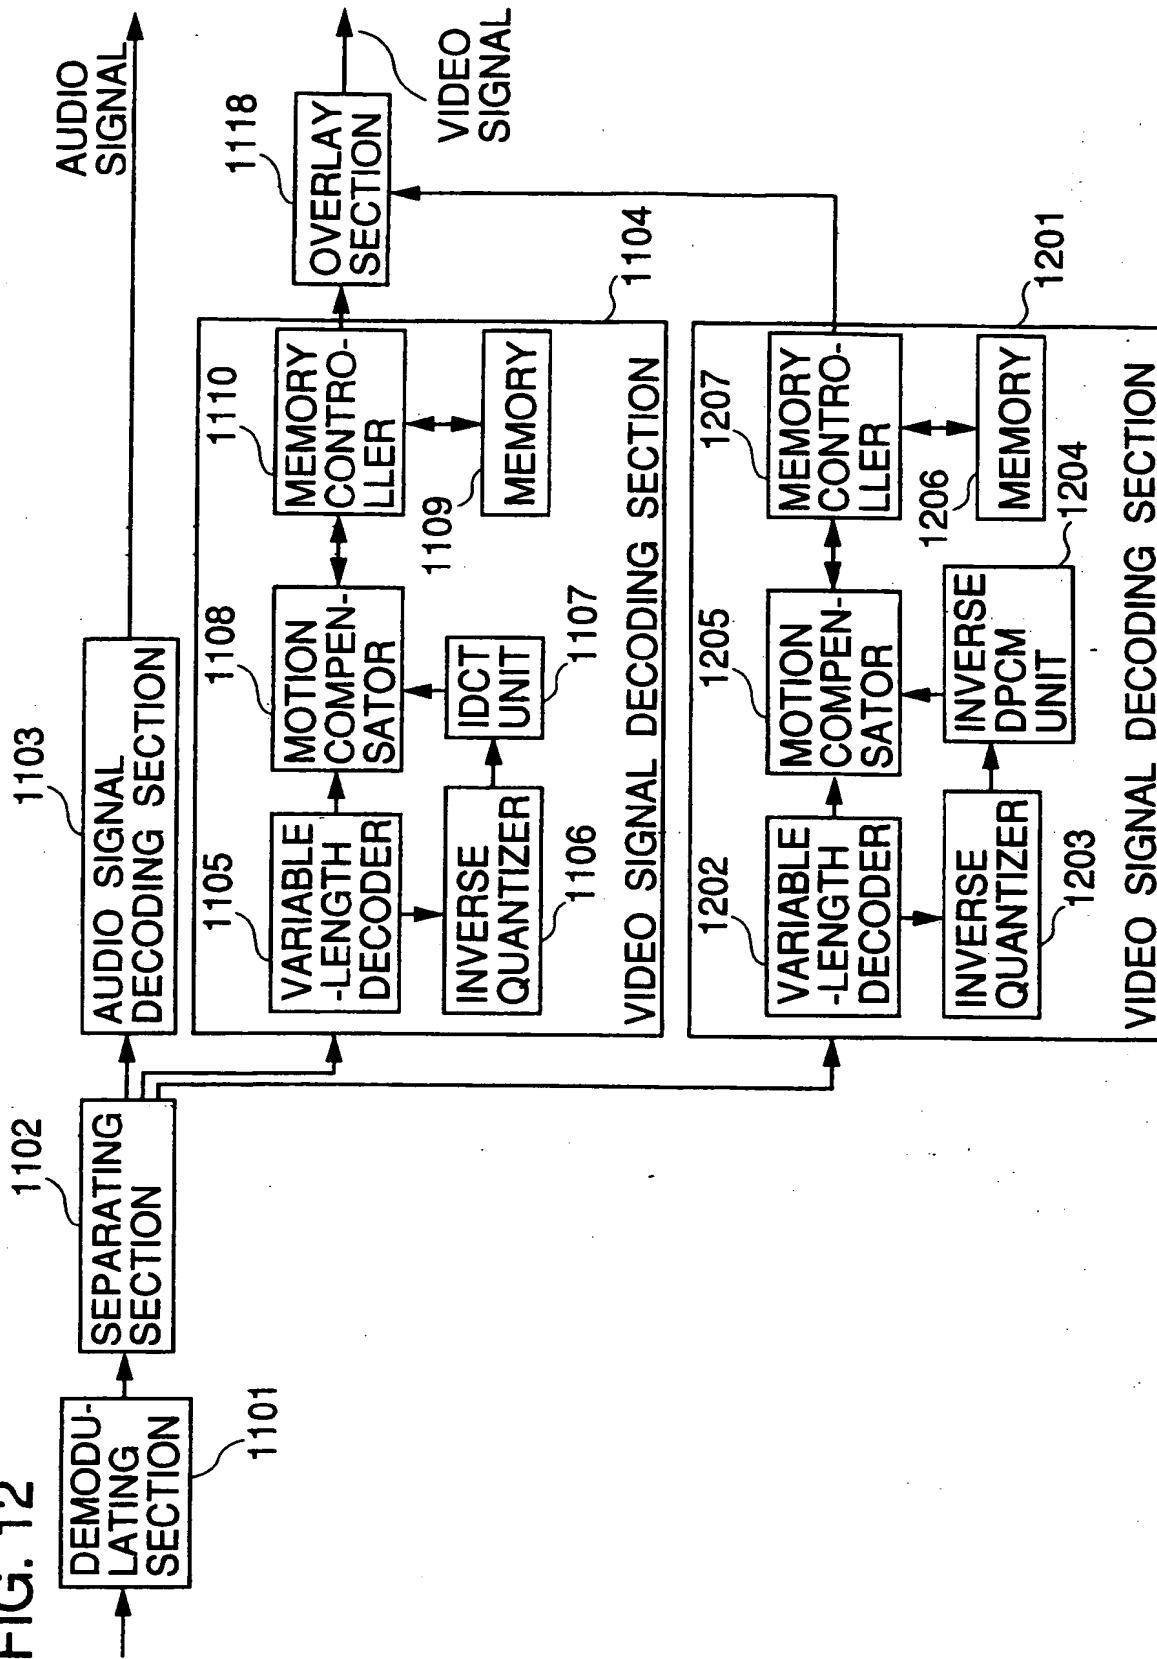 FIG. 12
DEMODU-
LATING
SECTION
1101
SEPARATING
SECTION
1102
AUDIO SIGNAL
DECODING SECTION
1103
AUDIO
SIGNAL
VARIABLE
-LENGTH
DECODER
1105
INVERSE
QUANTIZER
1106
MOTION
COMPEN-
SATOR
1108
IDCT
UNIT
1107
MEMORY
CONTRO-
LLER
1110
MEMORY
1109
VIDEO SIGNAL DECODING SECTION
1104
OVERLAY
SECTION
1118
VIDEO
SIGNAL
VARIABLE
-LENGTH
DECODER
1202
INVERSE
QUANTIZER
1203
MOTION
COMPEN-
SATOR
1205
INVERSE
DPCM
UNIT
1204
MEMORY
CONTRO-
LLER
1207
MEMORY
1206
VIDEO SIGNAL DECODING SECTION
1201